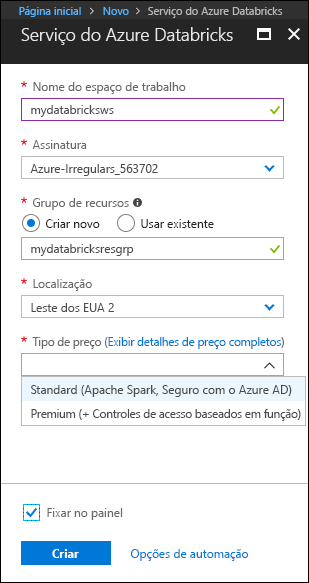 Página inicial > Novo > Serviço do Azure Databricks
Serviço do Azure Databricks
* Nome do espaço de trabalho
mydatabricksws
* Assinatura
Azure-Irregulars_563702
* Grupo de recursos
Criar novo Usar existente
mydatabricksresgrp
* Localização
Leste dos EUA 2
* Tipo de preço (Exibir detalhes de preço completos)
Standard (Apache Spark, Seguro com o Azure AD)
Premium (+ Controles de acesso baseados em função)
Fixar no painel
Criar Opções de automação